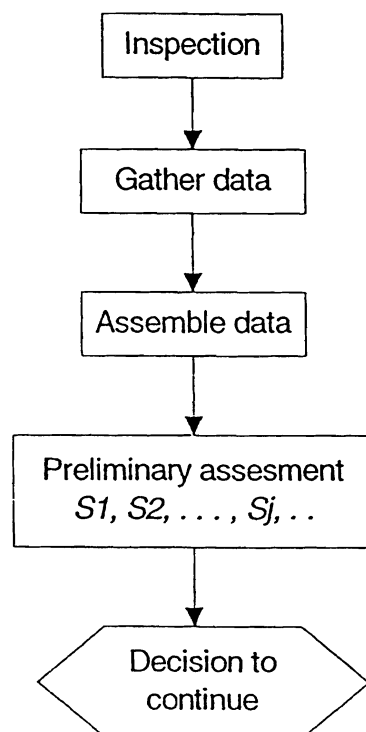 Inspection
Gather data
Assemble data
Preliminary assesment
S1, S2, . . . , Sj, . .
Decision to
continue